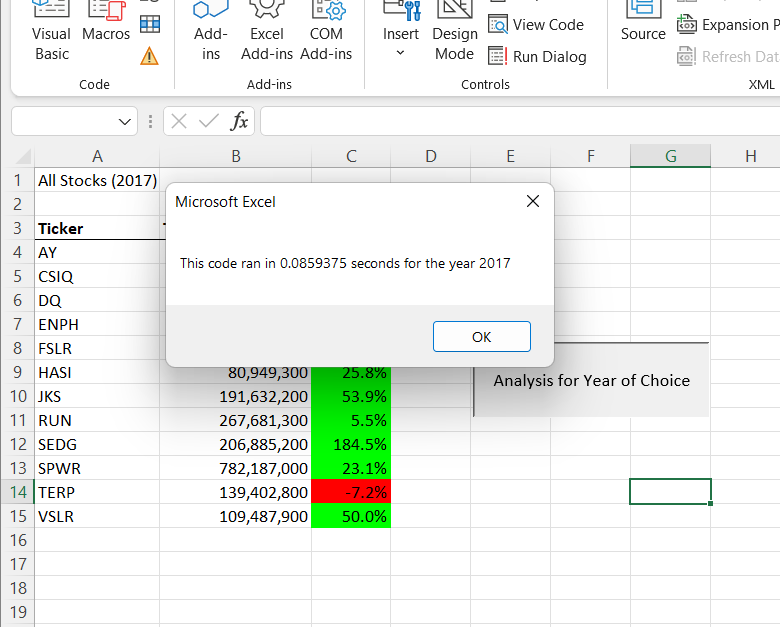 Visual Basic
Macros
Add-ins
Excel Add-ins
COM Add-ins
Insert
Design Mode
View Code
Run Dialog
Source
Expansion P
Refresh Dat
Code
Add-ins
Controls
XML
fx
A B C D E F G H
1 All Stocks (2017)
2
3 Ticker
4 AY
5 CSIQ
6 DQ
7 ENPH
8 FSLR
9 HASI 80,949,300 25.8%
10 JKS 191,632,200 53.9%
11 RUN 267,681,300 5.5%
12 SEDG 206,885,200 184.5%
13 SPWR 782,187,000 23.1%
14 TERP 139,402,800 -7.2%
15 VSLR 109,487,900 50.0%
16
17
18
19
Microsoft Excel
This code ran in 0.0859375 seconds for the year 2017
OK
Analysis for Year of Choice